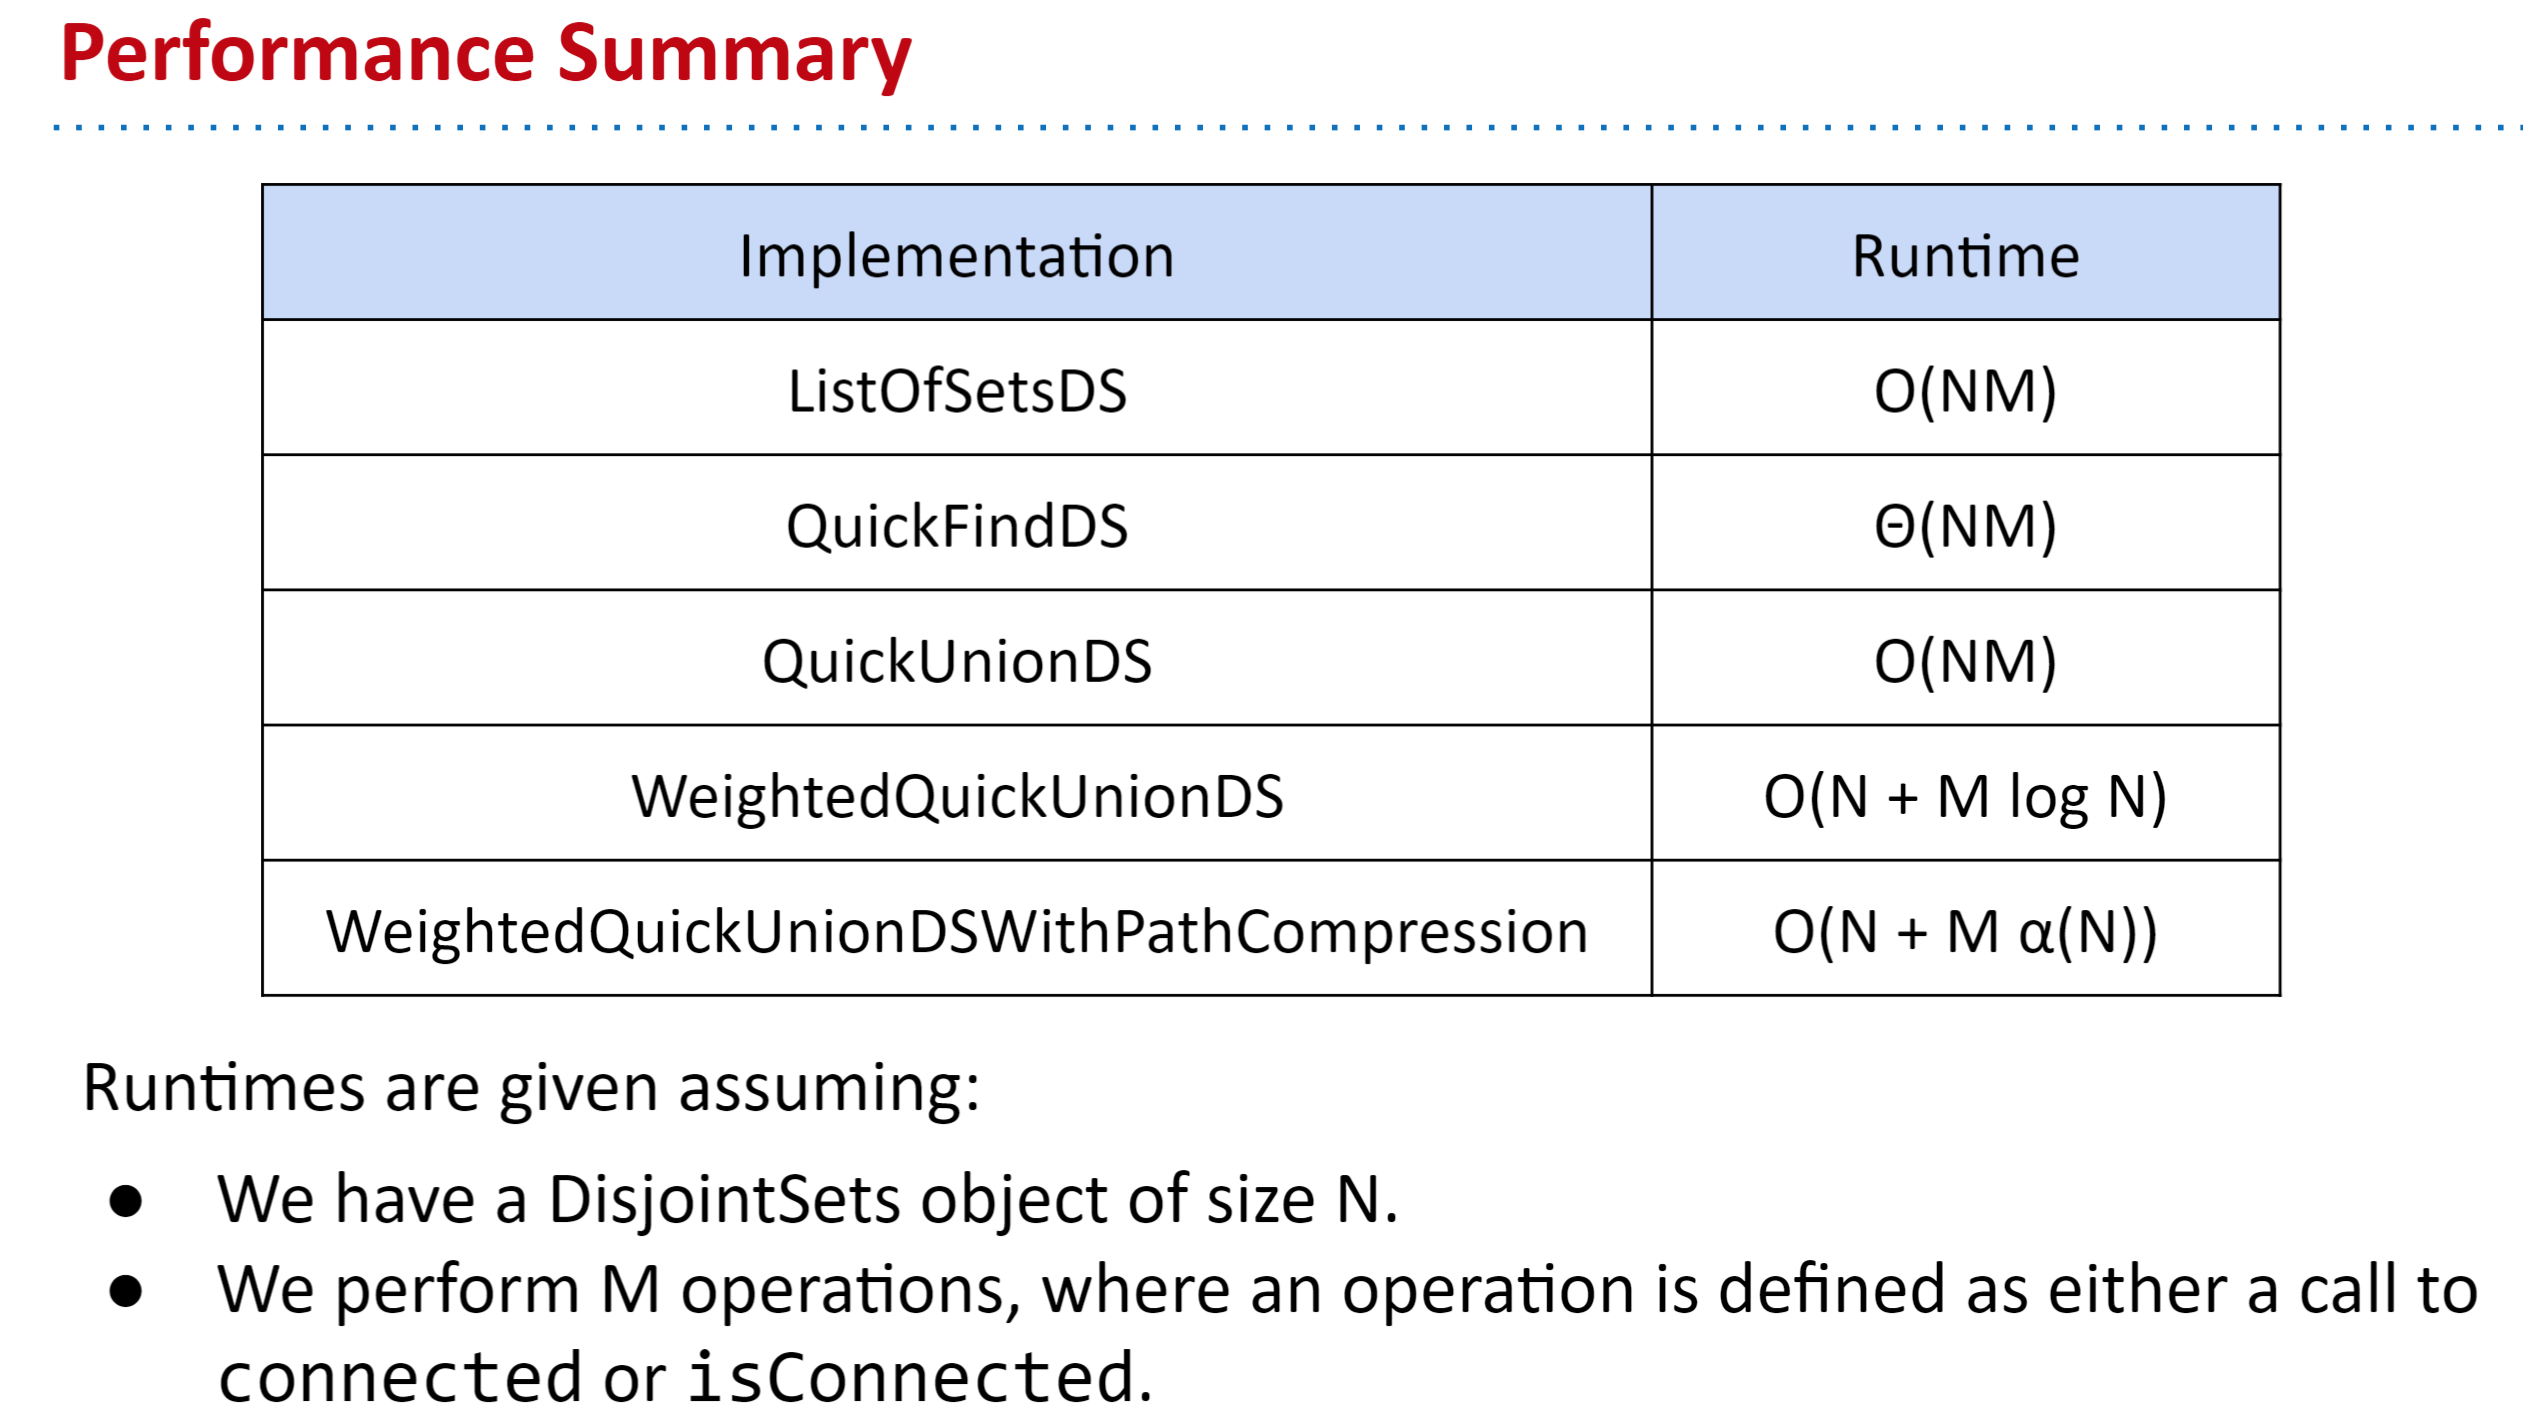 Performance Summary
Implementation Runtime
ListOfSetsDS O(NM)
QuickFindDS Θ(NM)
QuickUnionDS O(NM)
WeightedQuickUnionDS O(N + M log N)
WeightedQuickUnionDSWithPathCompression O(N + M α(N))
Runtimes are given assuming:
● We have a DisjointSets object of size N.
● We perform M operations, where an operation is defined as either a call to
connected or isConnected.